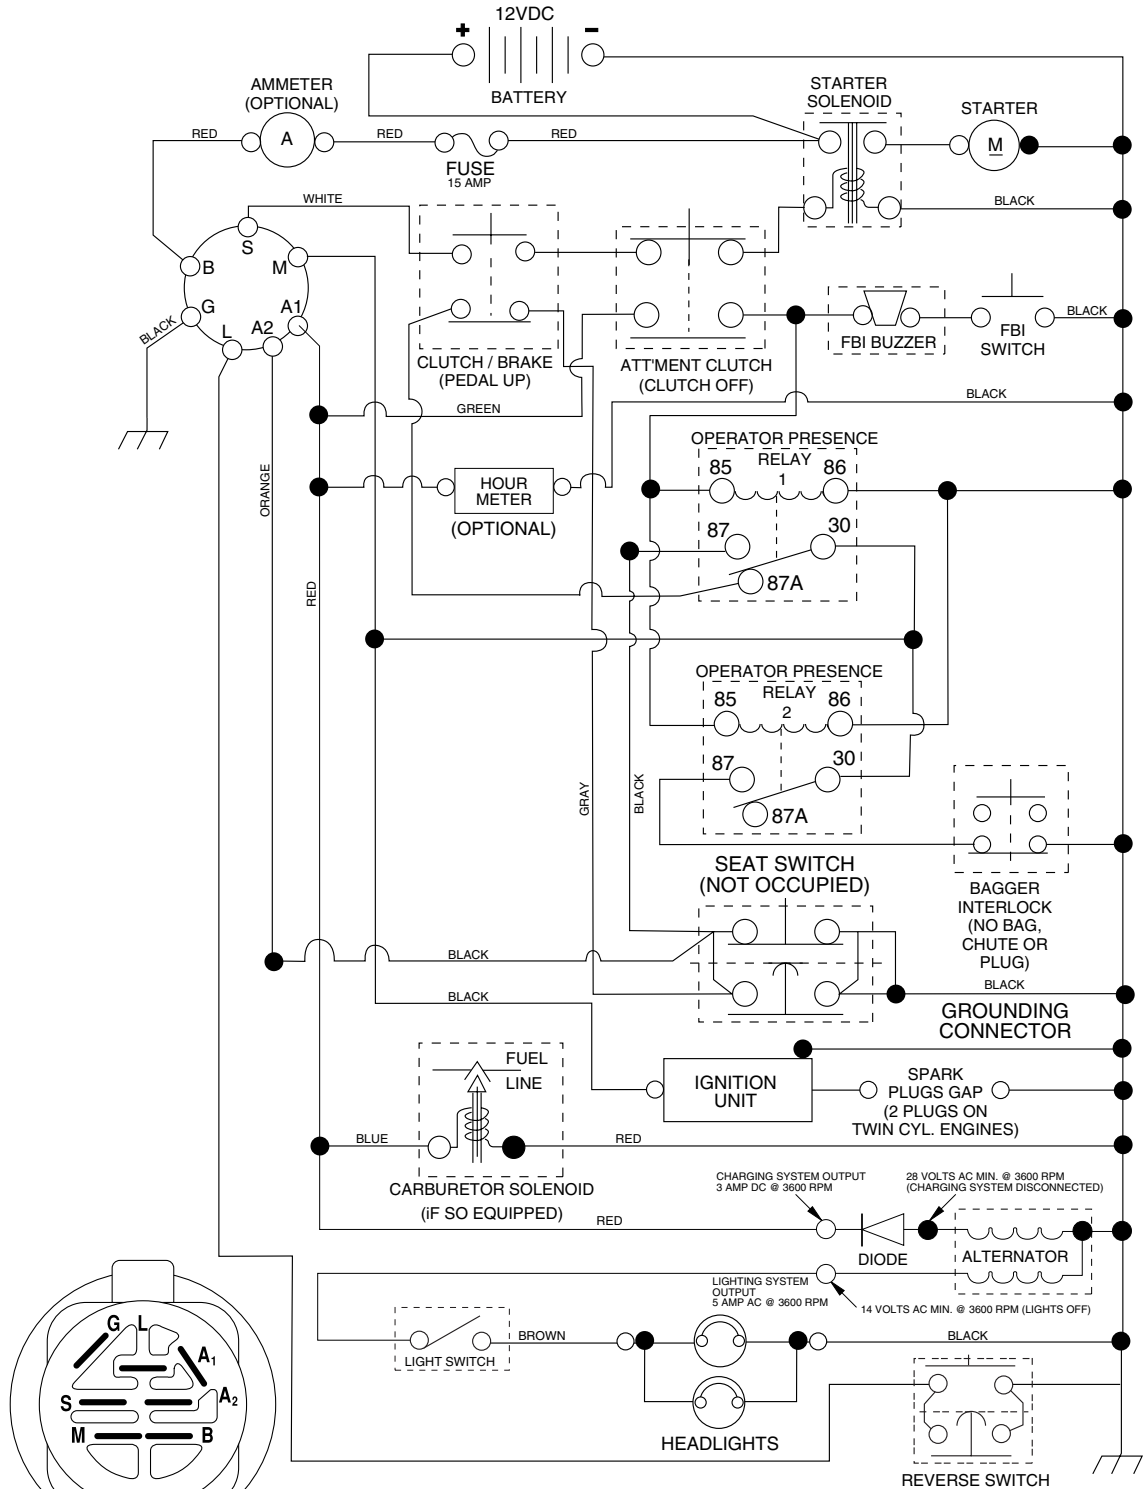 12VDC
+
-
BATTERY
AMMETER
(OPTIONAL)
STARTER
SOLENOID
STARTER
RED
A
RED
RED
M
FUSE
15 AMP
WHITE
BLACK
S
B
M
G
A1
L
A2
BLACK
CLUTCH / BRAKE
(PEDAL UP)
ATT'MENT CLUTCH
(CLUTCH OFF)
FBI BUZZER
FBI
SWITCH
BLACK
GREEN
BLACK
OPERATOR PRESENCE
RELAY
1
85
86
87
30
87A
HOUR
METER
(OPTIONAL)
ORANGE
RED
OPERATOR PRESENCE
RELAY
2
85
86
87
30
87A
GRAY
BLACK
SEAT SWITCH
(NOT OCCUPIED)
BAGGER
INTERLOCK
(NO BAG,
CHUTE OR
PLUG)
BLACK
BLACK
BLACK
GROUNDING
CONNECTOR
FUEL
LINE
IGNITION
UNIT
SPARK
PLUGS GAP
(2 PLUGS ON
TWIN CYL. ENGINES)
BLUE
RED
CARBURETOR SOLENOID
(iF SO EQUIPPED)
CHARGING SYSTEM OUTPUT
3 AMP DC @ 3600 RPM
28 VOLTS AC MIN. @ 3600 RPM
(CHARGING SYSTEM DISCONNECTED)
RED
DIODE
ALTERNATOR
LIGHTING SYSTEM
OUTPUT
5 AMP AC @ 3600 RPM
14 VOLTS AC MIN. @ 3600 RPM (LIGHTS OFF)
LIGHT SWITCH
BROWN
BLACK
HEADLIGHTS
REVERSE SWITCH
G
L
A1
S
A2
M
B